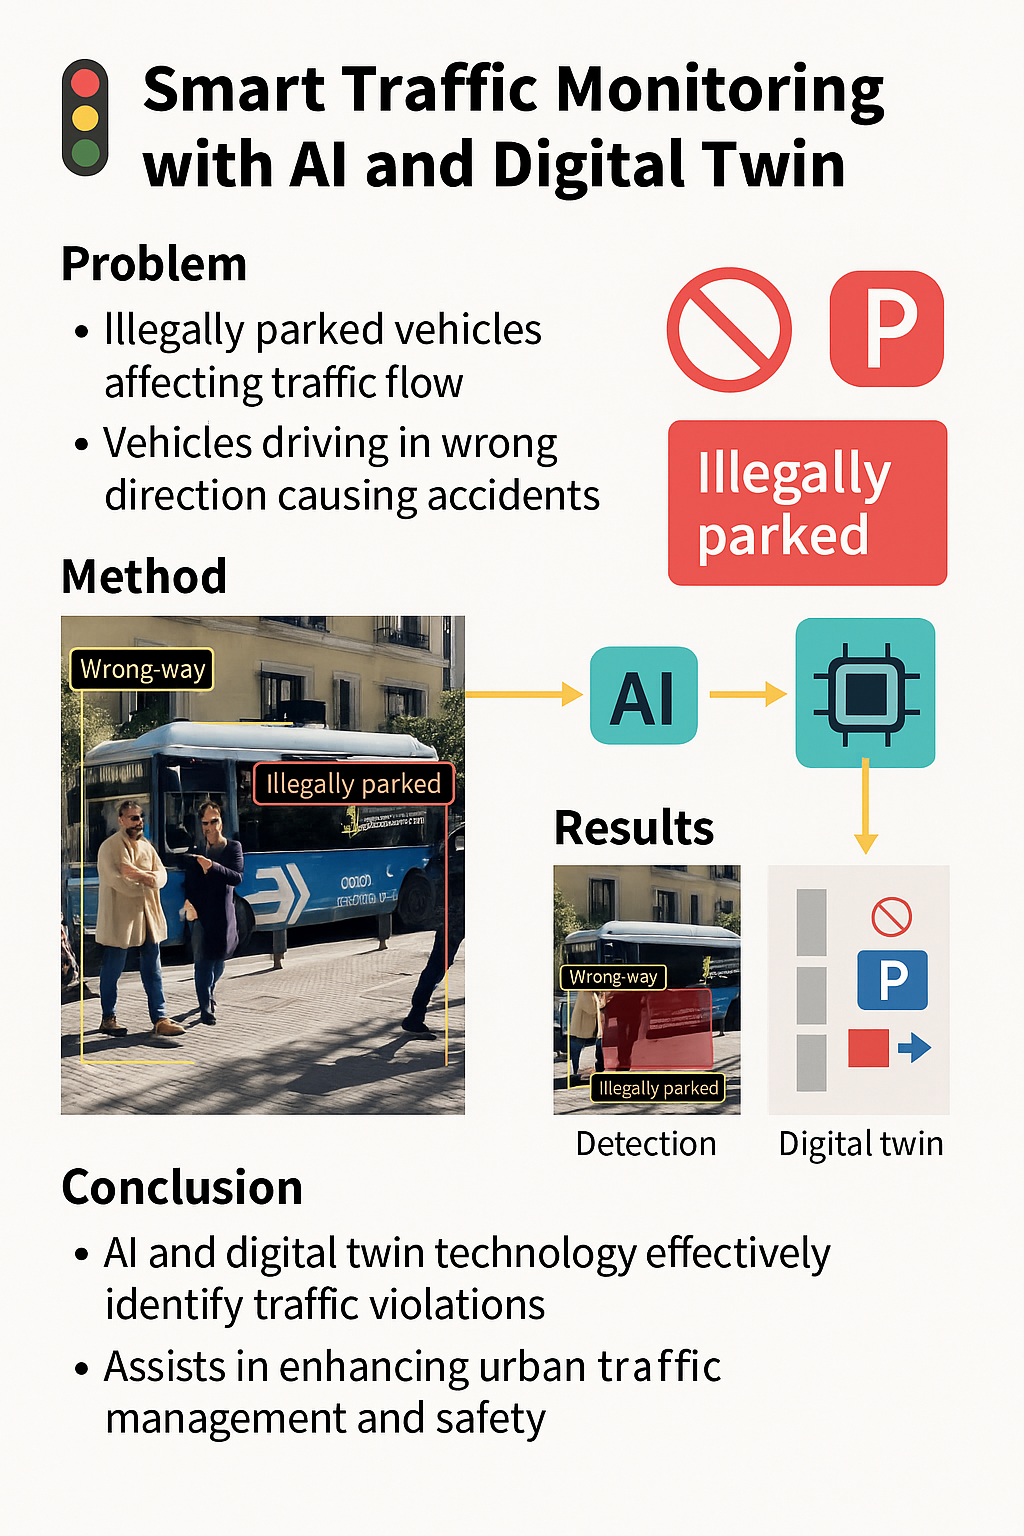 Smart Traffic Monitoring
with AI and Digital Twin
Problem
• Illegally parked vehicles
affecting traffic flow
• Vehicles driving in wrong
direction causing accidents
P
Illegally
parked
Method
Wrong-way
Illegally parked
AI
Results
Wrong-way
Illegally parked
P
Detection
Digital twin
Conclusion
• AI and digital twin technology effectively
identify traffic violations
• Assists in enhancing urban traffic
management and safety